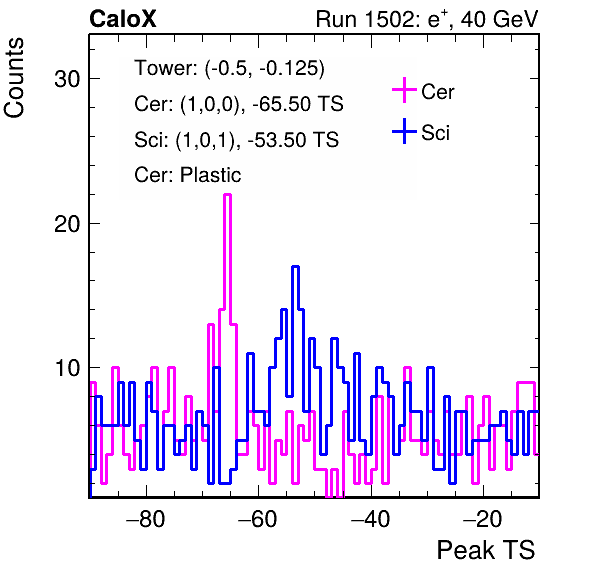 CaloX Run 1502: e⁺, 40 GeV
Counts
30
20
10
Tower: (-0.5, -0.125)
Cer: (1,0,0), -65.50 TS
Sci: (1,0,1), -53.50 TS
Cer: Plastic
Cer
Sci
−80 −60 −40 −20
Peak TS